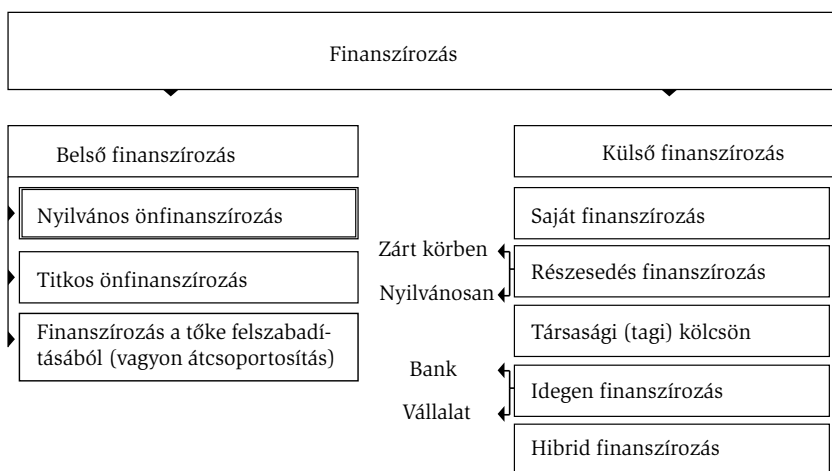 Finanszírozás
Belső finanszírozás
Nyilvános önfinanszírozás
Titkos önfinanszírozás
Finanszírozás a tőke felszabadí-
tásából (vagyon átcsoportosítás)
Külső finanszírozás
Saját finanszírozás
Zárt körben
Nyilvánosan
Részesedés finanszírozás
Társasági (tagi) kölcsön
Bank
Vállalat
Idegen finanszírozás
Hibrid finanszírozás